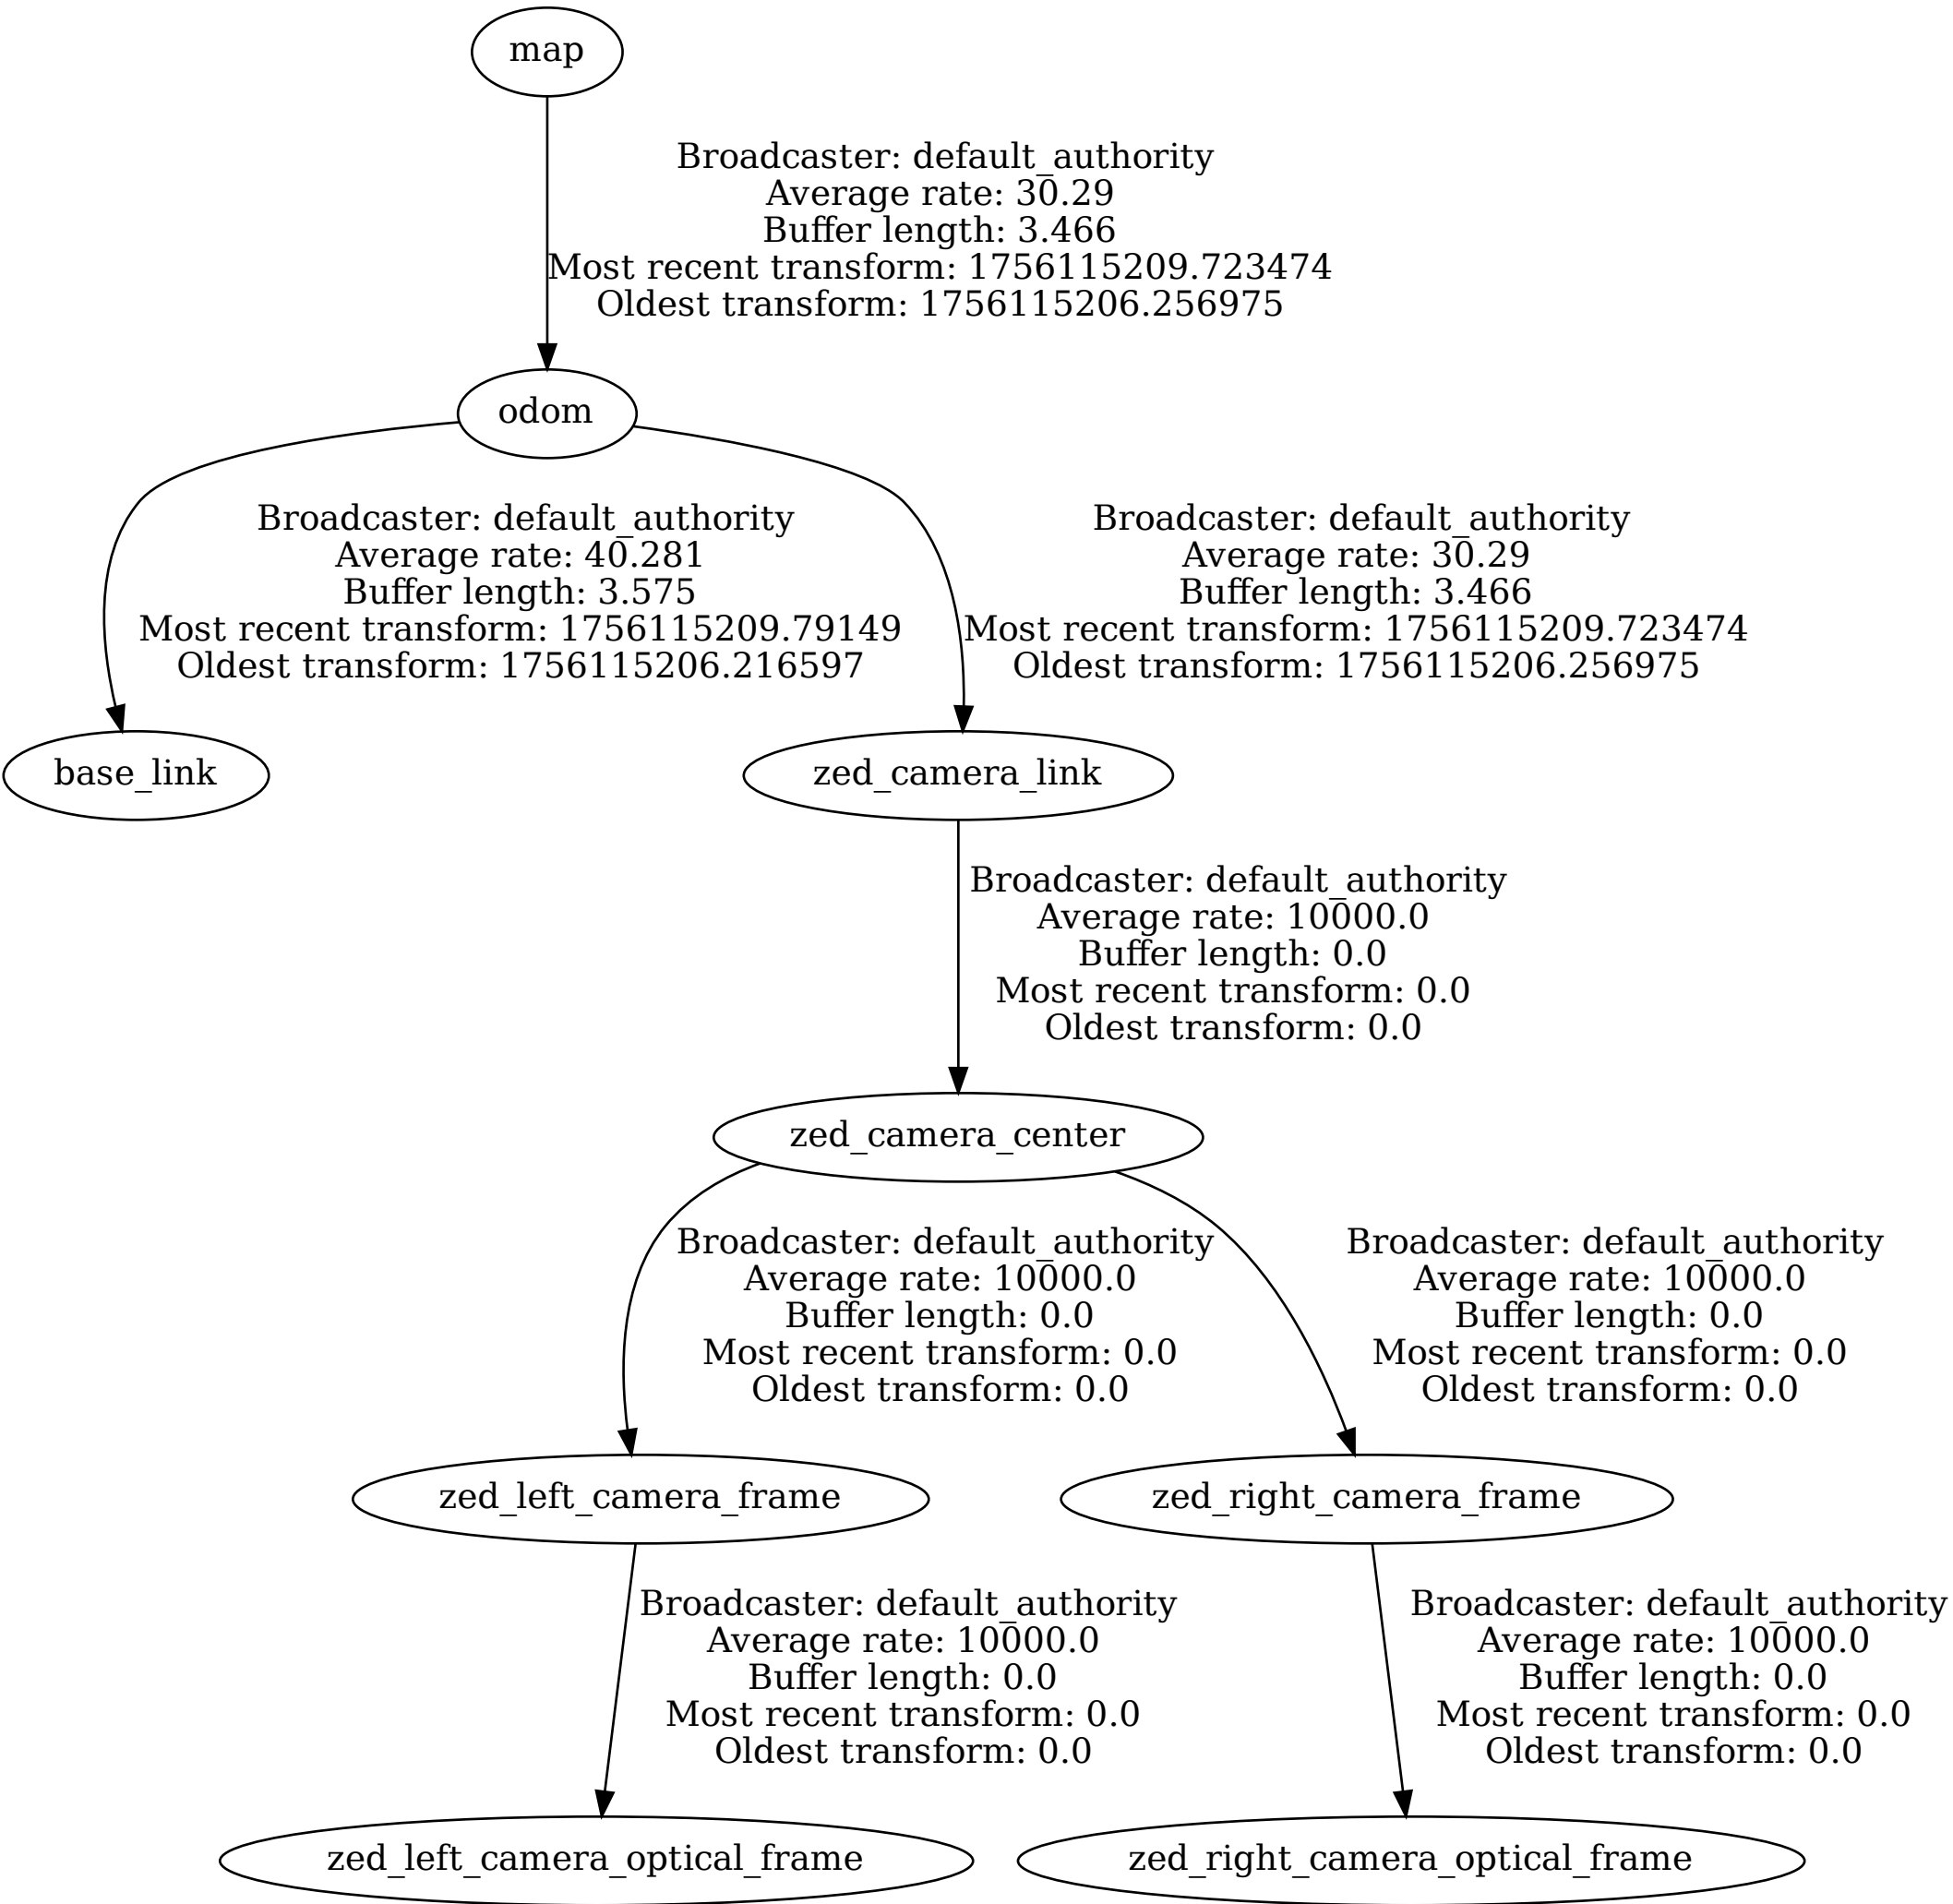 map
Broadcaster: default_authority
Average rate: 30.29
Buffer length: 3.466
Most recent transform: 1756115209.723474
Oldest transform: 1756115206.256975
odom
Broadcaster: default_authority
Average rate: 40.281
Buffer length: 3.575
Most recent transform: 1756115209.79149
Oldest transform: 1756115206.216597
Broadcaster: default_authority
Average rate: 30.29
Buffer length: 3.466
Most recent transform: 1756115209.723474
Oldest transform: 1756115206.256975
base_link
zed_camera_link
Broadcaster: default_authority
Average rate: 10000.0
Buffer length: 0.0
Most recent transform: 0.0
Oldest transform: 0.0
zed_camera_center
Broadcaster: default_authority
Average rate: 10000.0
Buffer length: 0.0
Most recent transform: 0.0
Oldest transform: 0.0
Broadcaster: default_authority
Average rate: 10000.0
Buffer length: 0.0
Most recent transform: 0.0
Oldest transform: 0.0
zed_left_camera_frame
zed_right_camera_frame
Broadcaster: default_authority
Average rate: 10000.0
Buffer length: 0.0
Most recent transform: 0.0
Oldest transform: 0.0
Broadcaster: default_authority
Average rate: 10000.0
Buffer length: 0.0
Most recent transform: 0.0
Oldest transform: 0.0
zed_left_camera_optical_frame
zed_right_camera_optical_frame